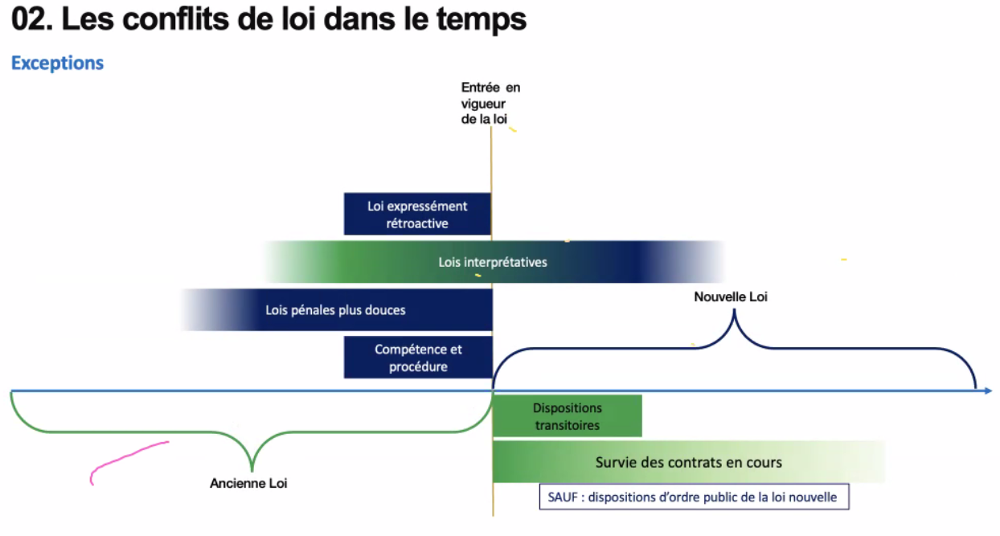 02. Les conflits de loi dans le temps
Exceptions
Entrée en
vigueur
de la loi
Loi expressément
rétroactive
Lois interprétatives
Lois pénales plus douces
Nouvelle Loi
Compétence et
procédure
Dispositions
transitoires
Survie des contrats en cours
Ancienne Loi
SAUF : dispositions d’ordre public de la loi nouvelle